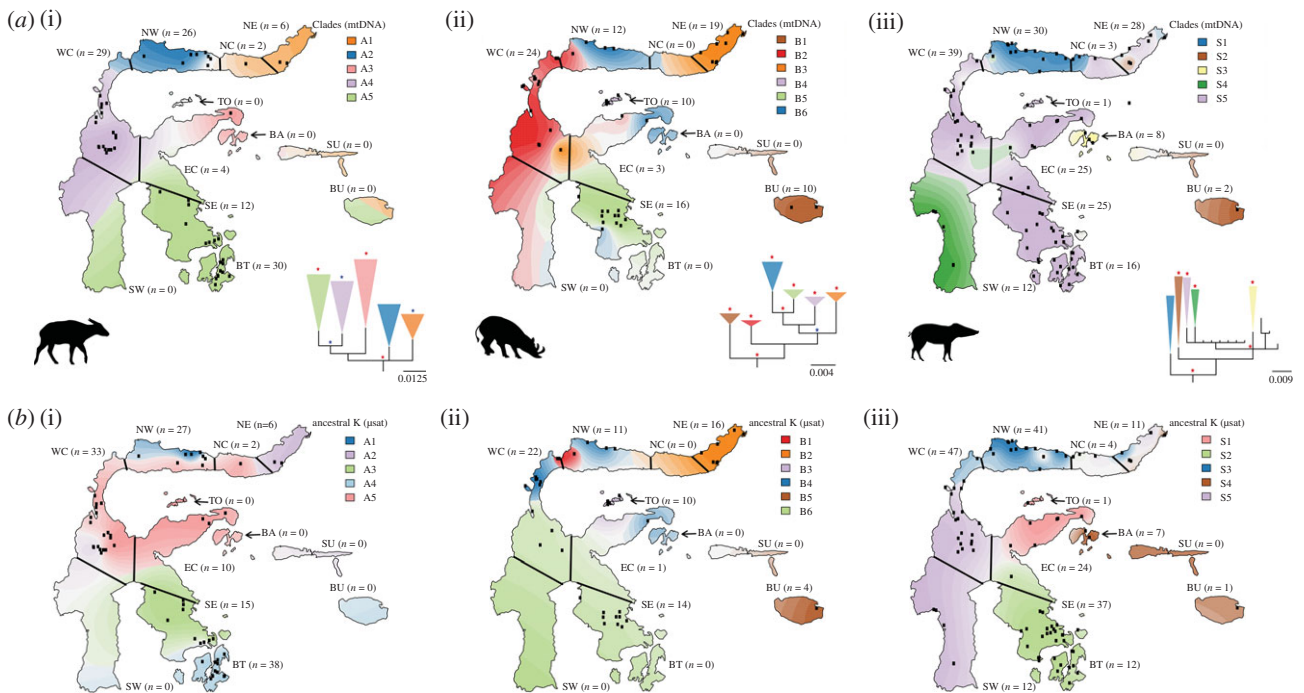 (a) (i)
NW (n = 26)
NE (n = 6)
NC (n = 2)
WC (n = 29)
Clades (mtDNA)
A1
A2
A3
A4
A5
TO (n = 0)
BA (n = 0)
SU (n = 0)
EC (n = 4)
BU (n = 0)
SE (n = 12)
BT (n = 30)
SW (n = 0)
0.0125
(ii)
NW (n = 12)
NE (n = 19)
NC (n = 0)
WC (n = 24)
Clades (mtDNA)
B1
B2
B3
B4
B5
B6
TO (n = 10)
BA (n = 0)
SU (n = 0)
EC (n = 3)
BU (n = 10)
SE (n = 16)
BT (n = 0)
SW (n = 0)
0.004
(iii)
NW (n = 30)
NE (n = 28)
NC (n = 3)
WC (n = 39)
Clades (mtDNA)
S1
S2
S3
S4
S5
TO (n = 1)
BA (n = 8)
SU (n = 0)
EC (n = 25)
BU (n = 2)
SE (n = 25)
BT (n = 16)
SW (n = 12)
0.009
(b) (i)
NW (n = 27)
NE (n=6)
NC (n = 2)
WC (n = 33)
ancestral K (μsat)
A1
A2
A3
A4
A5
TO (n = 0)
BA (n = 0)
SU (n = 0)
EC (n = 10)
BU (n = 0)
SE (n = 15)
BT (n = 38)
SW (n = 0)
(ii)
NW (n = 11)
NE (n = 16)
NC (n = 0)
WC (n = 22)
ancestral K (μsat)
B1
B2
B3
B4
B5
B6
TO (n = 10)
BA (n = 0)
SU (n = 0)
EC (n = 1)
BU (n = 4)
SE (n = 14)
BT (n = 0)
SW (n = 0)
(iii)
NW (n = 41)
NE (n = 11)
NC (n = 4)
WC (n = 47)
ancestral K (μsat)
S1
S2
S3
S4
S5
TO (n = 1)
BA (n = 7)
SU (n = 0)
EC (n = 24)
BU (n = 1)
SE (n = 37)
BT (n = 12)
SW (n = 12)